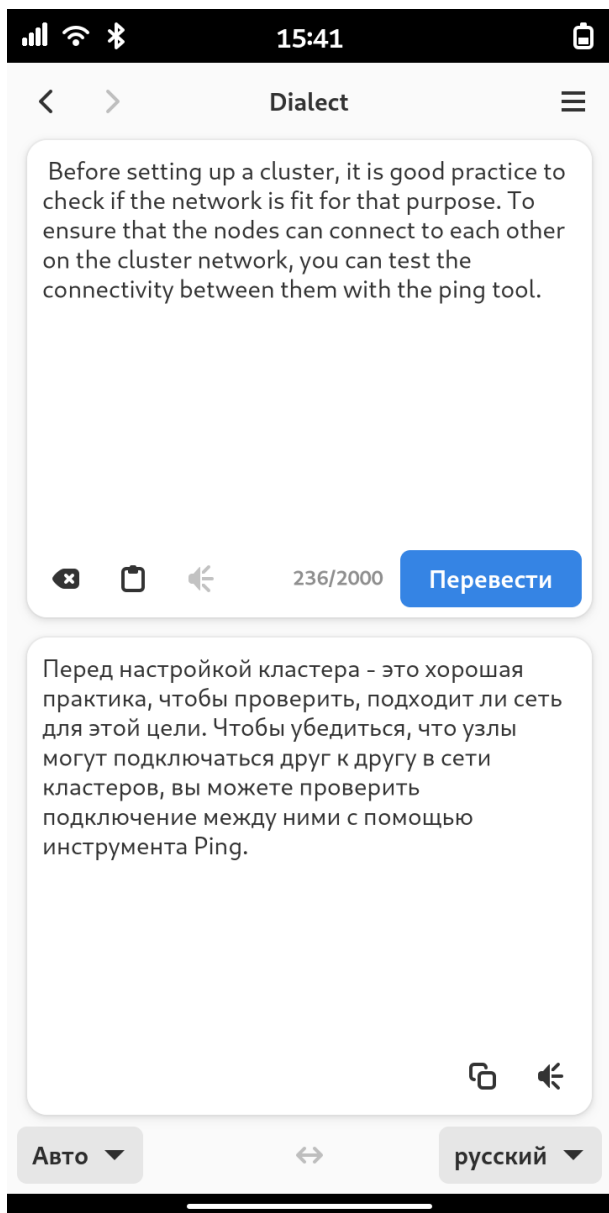 15:41
Dialect
Before setting up a cluster, it is good practice to
check if the network is fit for that purpose. To
ensure that the nodes can connect to each other
on the cluster network, you can test the
connectivity between them with the ping tool.
236/2000
Перевести
Перед настройкой кластера - это хорошая
практика, чтобы проверить, подходит ли сеть
для этой цели. Чтобы убедиться, что узлы
могут подключаться друг к другу в сети
кластеров, вы можете проверить
подключение между ними с помощью
инструмента Ping.
Авто
русский